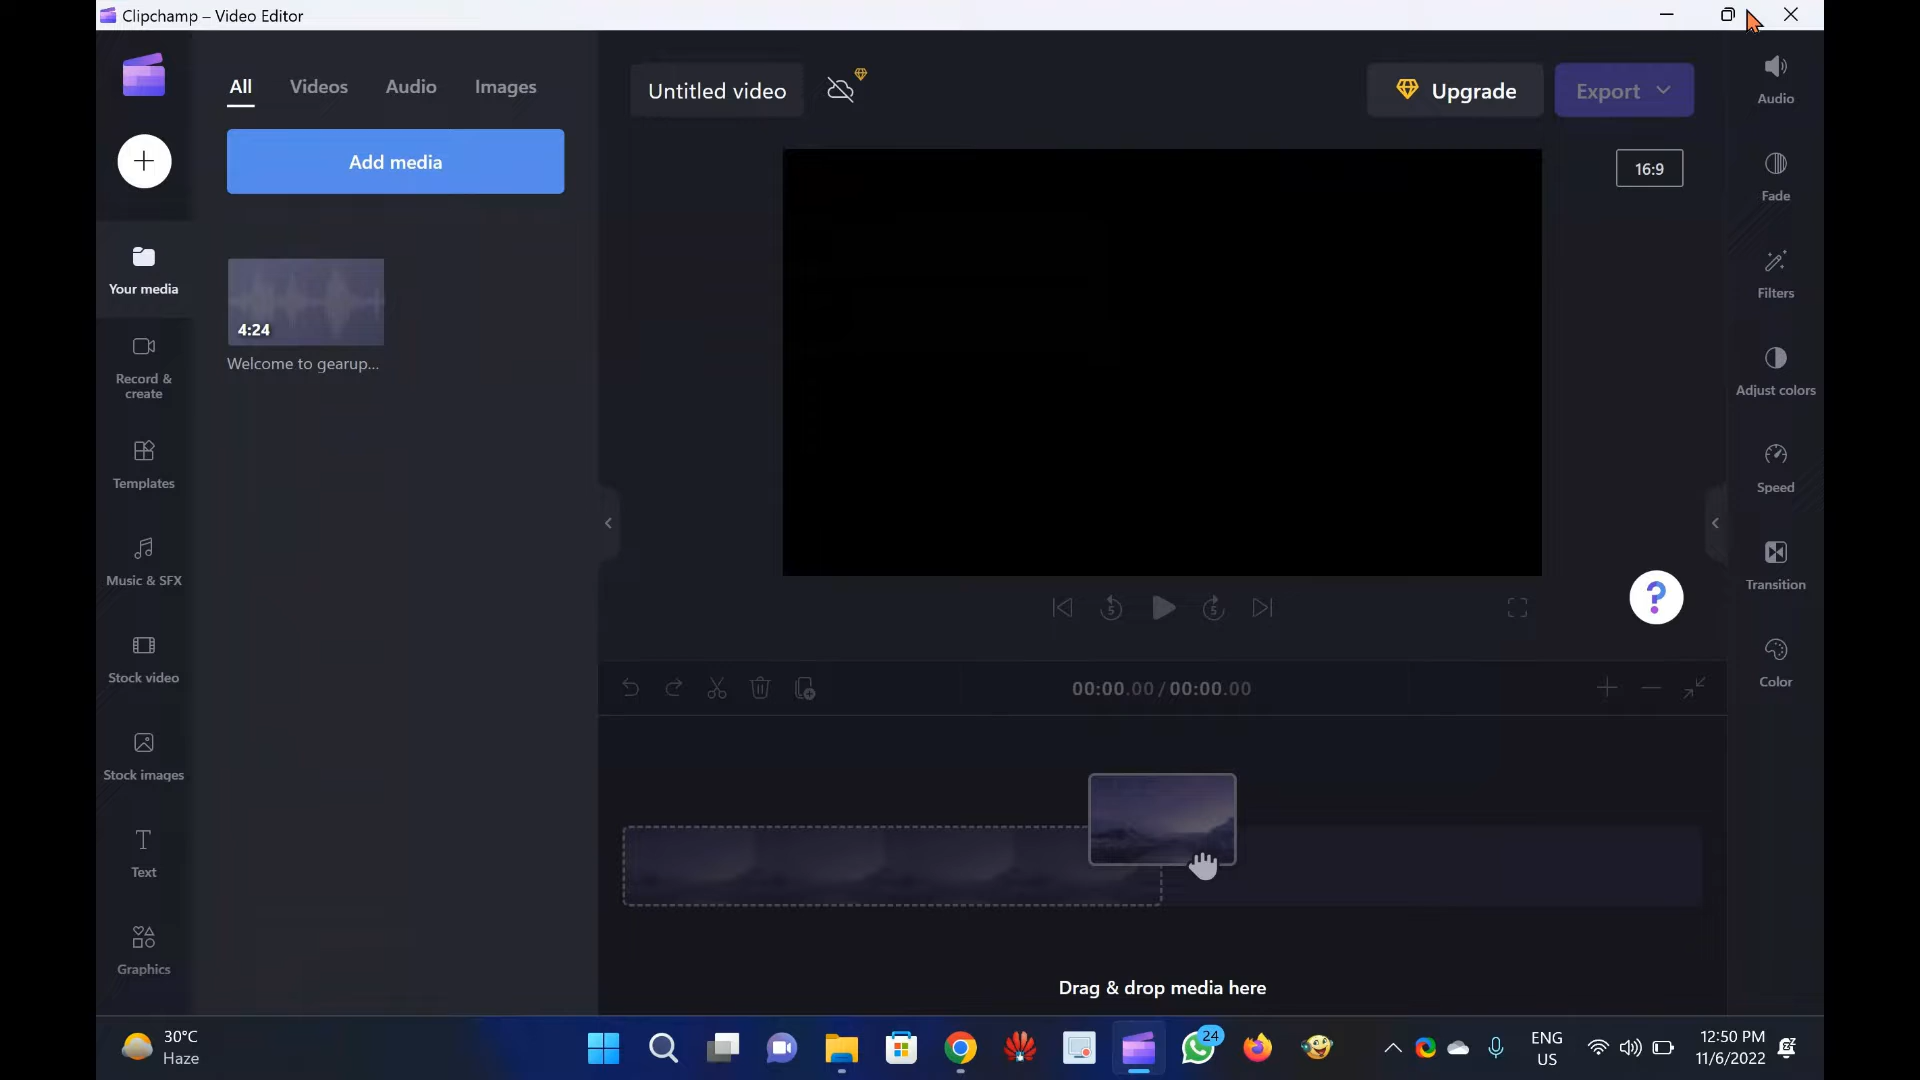 Clipchamp – Video Editor
All Videos Audio Images
Add media
4:24
Welcome to gearup...
Your media
Record &
create
Templates
Music & SFX
Stock video
Stock images
Text
Graphics
Untitled video
Upgrade
Export
16:9
?
5
5
00:00.00 / 00:00.00
Drag & drop media here
Audio
Fade
Filters
Adjust colors
Speed
Transition
Color
30°C
Haze
24
ENG
US
12:50 PM
11/6/2022